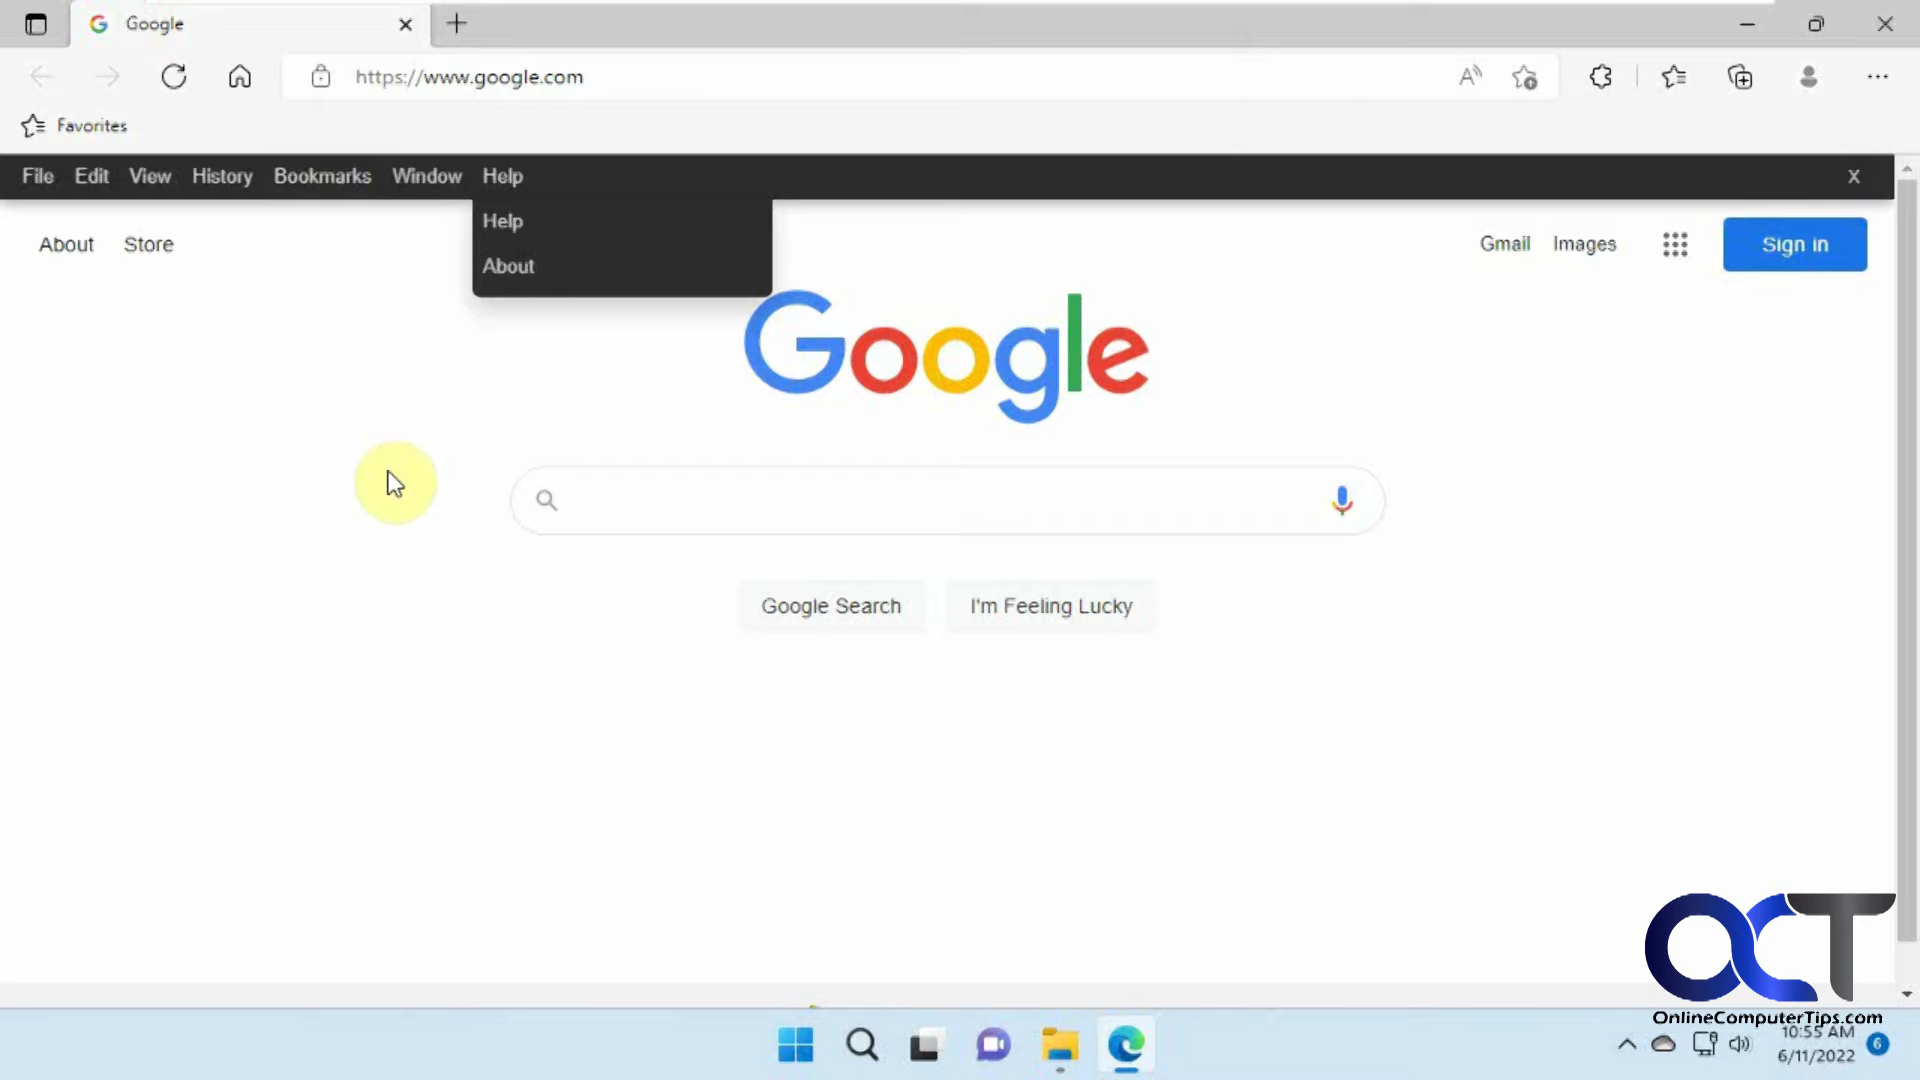 Google
https://www.google.com
Favorites
File Edit View History Bookmarks Window Help X
Help
About
About Store
Gmail Images Sign in
Google
Google Search I'm Feeling Lucky
OCT
OnlineComputerTips.com
10:55 AM
6/11/2022
6